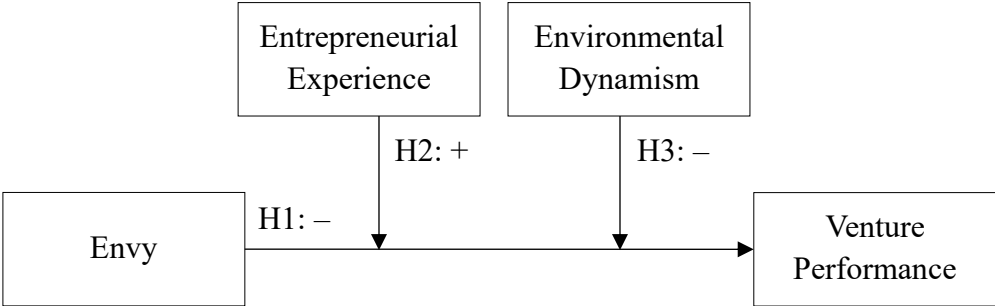 Entrepreneurial
Experience
Environmental
Dynamism
H2: +
H3: –
H1: –
Envy
Venture
Performance